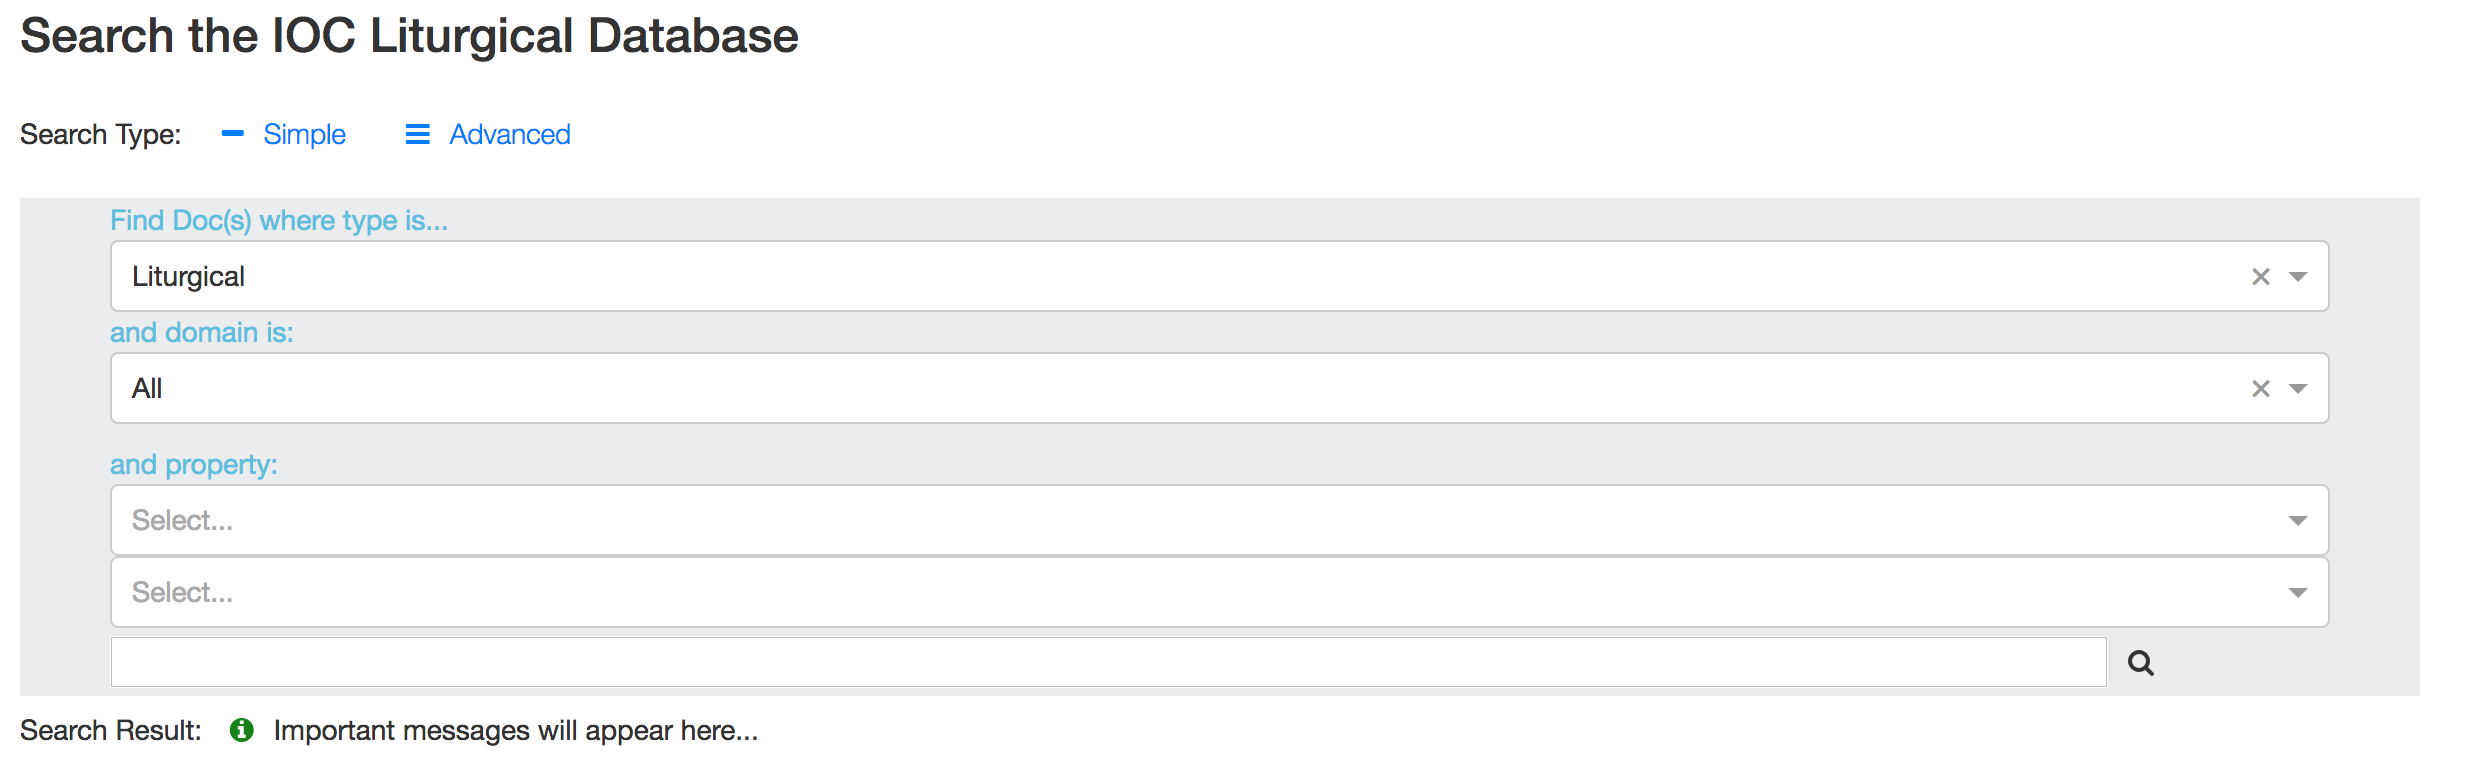 Search the IOC Liturgical Database
Search Type: Simple Advanced
Find Doc(s) where type is...
Liturgical
and domain is:
All
and property:
Select...
Select...
Search Result: Important messages will appear here...